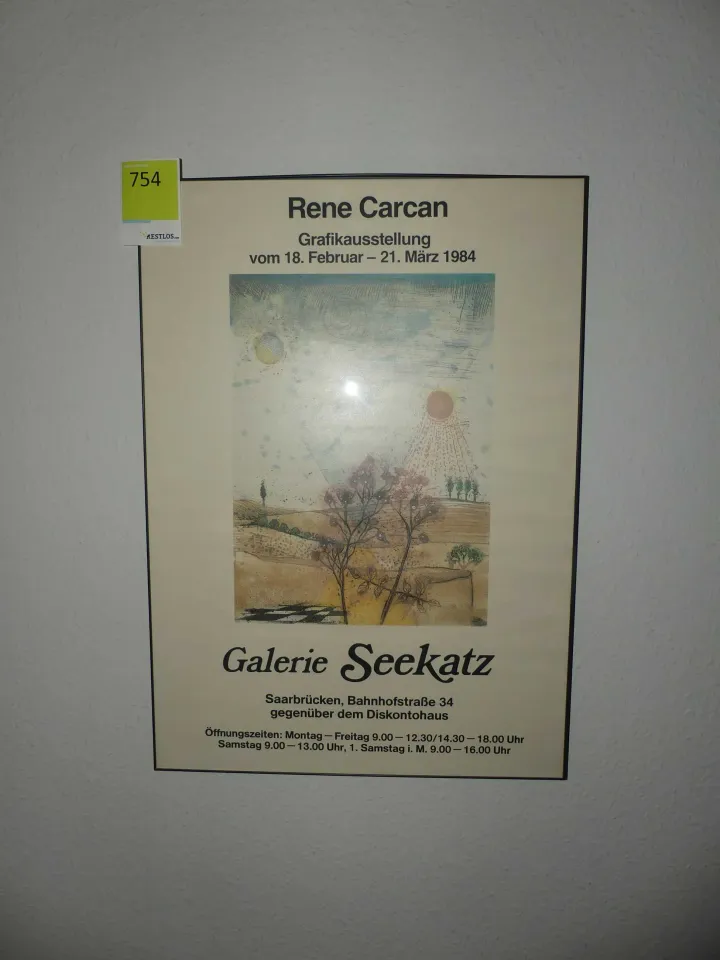 754
RESTLOS
Rene Carcan
Grafikausstellung
vom 18. Februar – 21. März 1984
Galerie Seekatz
Saarbrücken, Bahnhofstraße 34
gegenüber dem Diskontohaus
Öffnungszeiten: Montag – Freitag 9.00 – 12.30/14.30 – 18.00 Uhr
Samstag 9.00 – 13.00 Uhr, 1. Samstag i. M. 9.00 – 16.00 Uhr